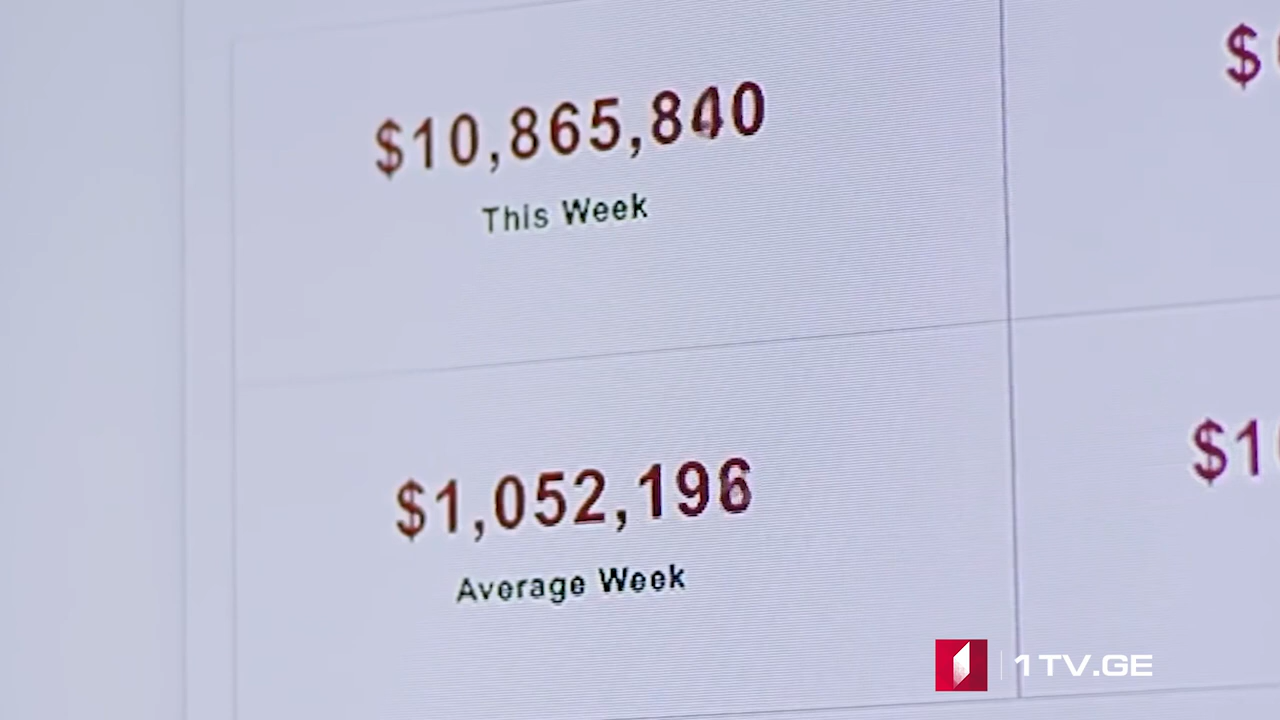 $10,865,840
This Week
$1,052,196
Average Week
1TV.GE